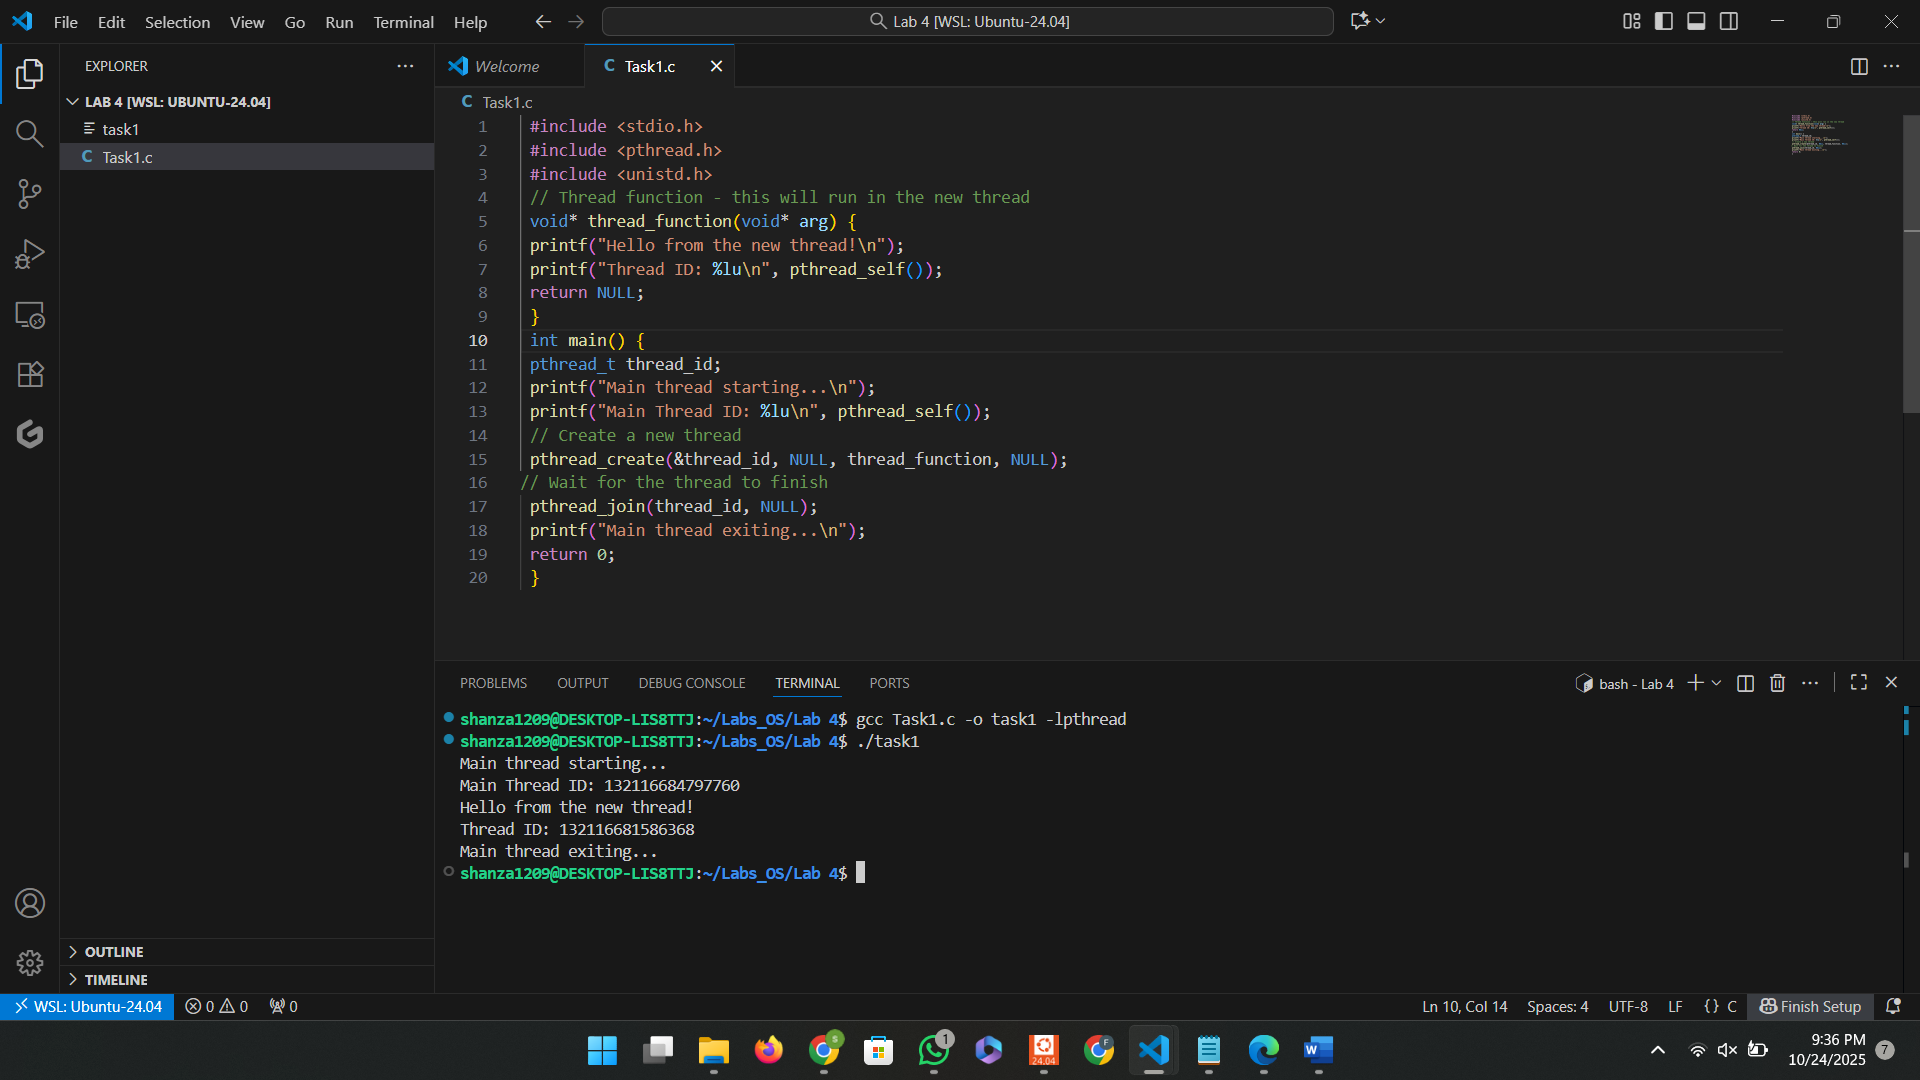 File Edit Selection View Go Run Terminal Help
Lab 4 [WSL: Ubuntu-24.04]
EXPLORER
LAB 4 [WSL: UBUNTU-24.04]
task1
C Task1.c
OUTLINE
TIMELINE
Welcome
C Task1.c
C Task1.c
1 #include <stdio.h>
2 #include <pthread.h>
3 #include <unistd.h>
4 // Thread function - this will run in the new thread
5 void* thread_function(void* arg) {
6 printf("Hello from the new thread!\n");
7 printf("Thread ID: %lu\n", pthread_self());
8 return NULL;
9 }
10 int main() {
11 pthread_t thread_id;
12 printf("Main thread starting...\n");
13 printf("Main Thread ID: %lu\n", pthread_self());
14 // Create a new thread
15 pthread_create(&thread_id, NULL, thread_function, NULL);
16 // Wait for the thread to finish
17 pthread_join(thread_id, NULL);
18 printf("Main thread exiting...\n");
19 return 0;
20 }
PROBLEMS OUTPUT DEBUG CONSOLE TERMINAL PORTS
bash - Lab 4
shanza1209@DESKTOP-LIS8TTJ:~/Labs_OS/Lab 4$ gcc Task1.c -o task1 -lpthread
shanza1209@DESKTOP-LIS8TTJ:~/Labs_OS/Lab 4$ ./task1
Main thread starting...
Main Thread ID: 132116684797760
Hello from the new thread!
Thread ID: 132116681586368
Main thread exiting...
shanza1209@DESKTOP-LIS8TTJ:~/Labs_OS/Lab 4$
WSL: Ubuntu-24.04 0 0 0
Ln 10, Col 14 Spaces: 4 UTF-8 LF {} C Finish Setup
S
1
24.04
F
W
9:36 PM
10/24/2025
7